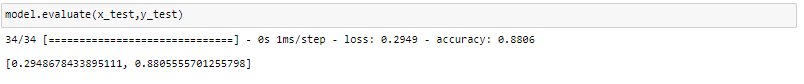 model.evaluate(x_test,y_test)
34/34 [==============================] - 0s 1ms/step - loss: 0.2949 - accuracy: 0.8806
[0.2948678433895111, 0.8805555701255798]